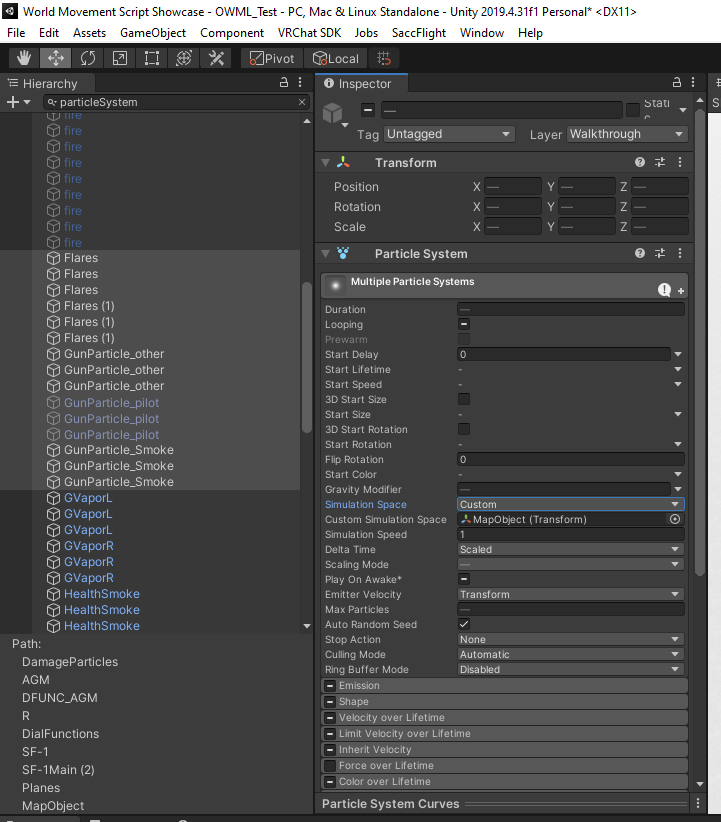 World Movement Script Showcase - OWML_Test - PC, Mac & Linux Standalone - Unity 2019.4.31f1 Personal* <DX11>
File Edit Assets GameObject Component VRChat SDK Jobs SaccFlight Window Help
Pivot Local
Hierarchy
particleSystem
fire
fire
fire
fire
fire
fire
fire
fire
fire
Flares
Flares
Flares
Flares (1)
Flares (1)
Flares (1)
GunParticle_other
GunParticle_other
GunParticle_other
GunParticle_pilot
GunParticle_pilot
GunParticle_pilot
GunParticle_Smoke
GunParticle_Smoke
GunParticle_Smoke
GVaporL
GVaporL
GVaporL
GVaporR
GVaporR
GVaporR
HealthSmoke
HealthSmoke
HealthSmoke
Path:
DamageParticles
AGM
DFUNC_AGM
R
DialFunctions
SF-1
SF-1Main (2)
Planes
MapObject
Inspector
—
Tag Untagged Layer Walkthrough
Transform
Position X — Y — Z —
Rotation X — Y — Z —
Scale X — Y — Z —
Particle System
Multiple Particle Systems
Duration —
Looping
Prewarm
Start Delay 0
Start Lifetime -
Start Speed -
3D Start Size
Start Size -
3D Start Rotation
Start Rotation -
Flip Rotation 0
Start Color -
Gravity Modifier —
Simulation Space Custom
Custom Simulation Space MapObject (Transform)
Simulation Speed 1
Delta Time Scaled
Scaling Mode —
Play On Awake*
Emitter Velocity Transform
Max Particles —
Auto Random Seed
Stop Action None
Culling Mode Automatic
Ring Buffer Mode Disabled
Emission
Shape
Velocity over Lifetime
Limit Velocity over Lifetime
Inherit Velocity
Force over Lifetime
Color over Lifetime
Particle System Curves